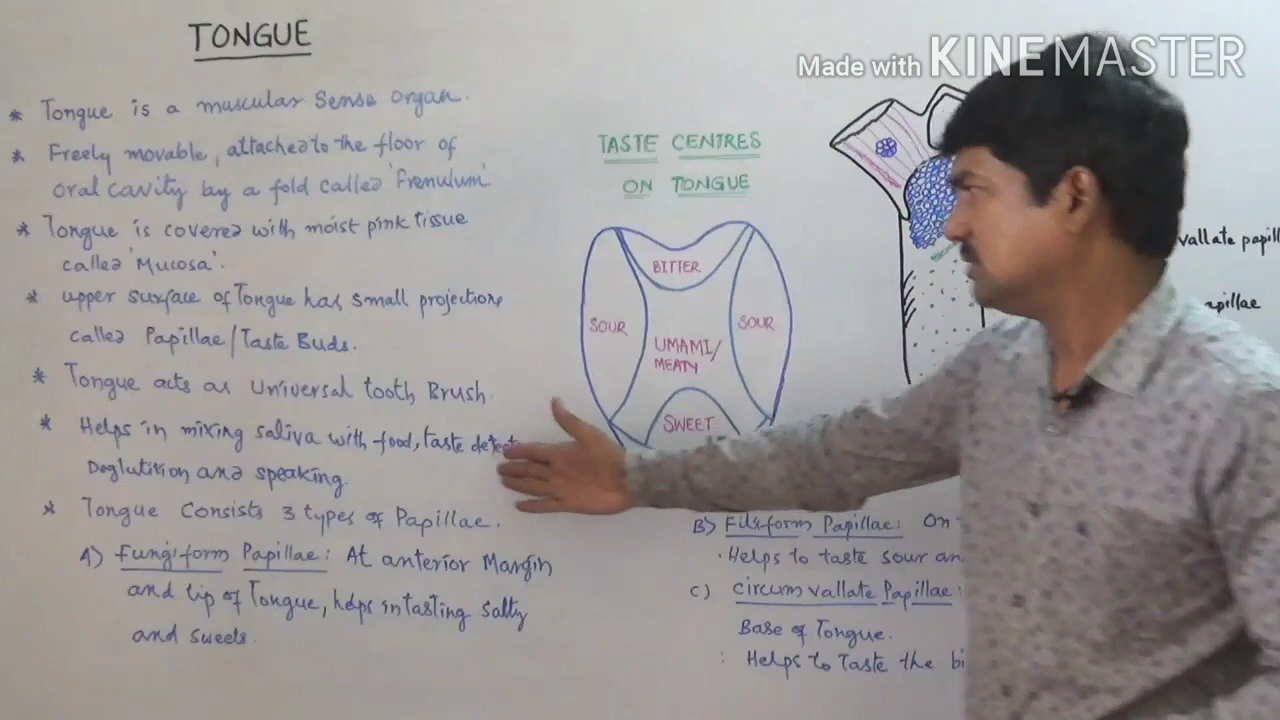 TONGUE
Made with KINEMASTER
* Tongue is a muscular Sense Organ.
* Freely movable, attached to the floor of
oral cavity by a fold called 'Frenulum'.
* Tongue is covered with moist pink tissue
called 'Mucosa'.
* upper surface of Tongue has small projections
called Papillae/Taste Buds.
* Tongue acts as Universal tooth Brush.
* Helps in mixing saliva with food, taste
Deglutition and speaking.
* Tongue Consists 3 types of Papillae.
A) Fungiform Papillae: At anterior Margin
and tip of Tongue, helps in tasting salty
and sweets.
TASTE CENTRES
ON TONGUE
BITTER
SOUR
SOUR
UMAMI/
MEATY
SWEET
vallate
B) Filiform Papillae: On
. Helps to taste sour
C) Circum vallate Papillae:
Base of Tongue.
: Helps to Taste the